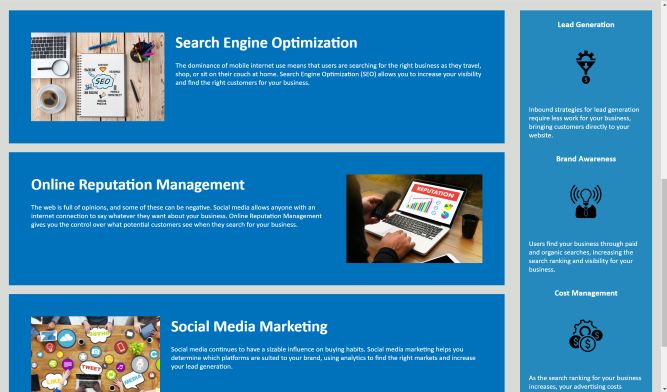 Search Engine Optimization
The dominance of mobile internet use means that users are searching for the right business as they travel,
shop, or sit on their couch at home. Search Engine Optimization (SEO) allows you to increase your visibility
and find the right customers for your business.
SEO
Online Reputation Management
The web is full of opinions, and some of these can be negative. Social media allows anyone with an
internet connection to say whatever they want about your business. Online Reputation Management
gives you the control over what potential customers see when they search for your business.
REPUTATION
Social Media Marketing
Social media continues to have a sizable influence on buying habits. Social media marketing helps you
determine which platforms are suited to your brand, using analytics to find the right markets and increase
your lead generation.
SHARE
TWEET
LIKE
Lead Generation
Inbound strategies for lead generation
require less work for your business,
bringing customers directly to your
website.
Brand Awareness
Users find your business through paid
and organic searches, increasing the
search ranking and visibility for your
business.
Cost Management
As the search ranking for your business
increases, your advertising costs